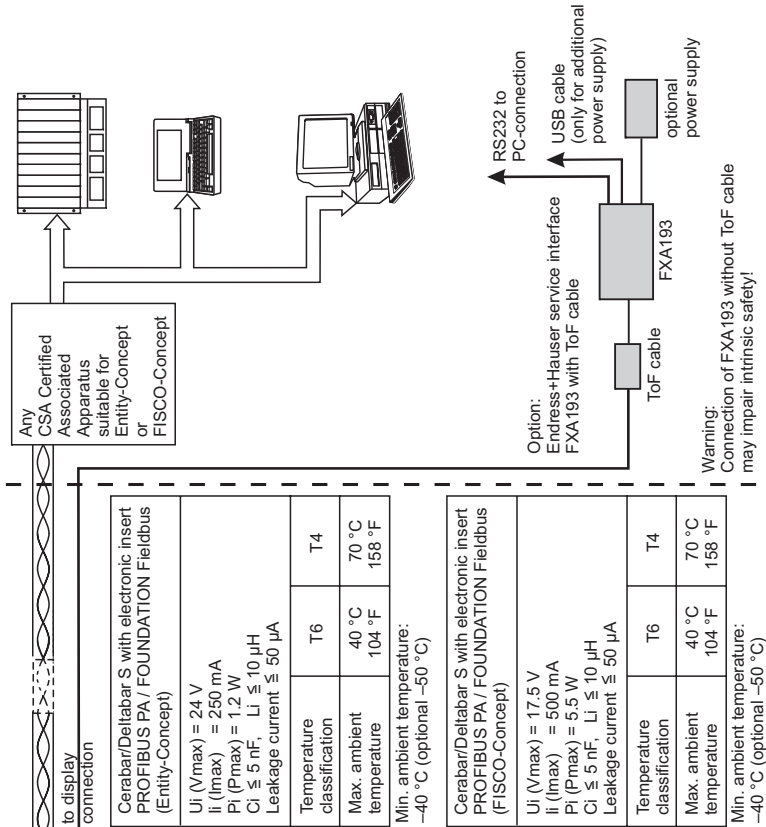 to display
connection
Any
CSA Certified
Associated
Apparatus
suitable for
Entity-Concept
or
FISCO-Concept
Cerabar/Deltabar S with electronic insert
PROFIBUS PA / FOUNDATION Fieldbus
(Entity-Concept)
Ui (Vmax) = 24 V
Ii (Imax) = 250 mA
Pi (Pmax) = 1.2 W
Ci ≦ 5 nF, Li ≦ 10 µH
Leakage current ≦ 50 µA
Temperature
classification
T6
T4
Max. ambient
temperature
40 °C
104 °F
70 °C
158 °F
Min. ambient temperature:
–40 °C (optional –50 °C)
Cerabar/Deltabar S with electronic insert
PROFIBUS PA / FOUNDATION Fieldbus
(FISCO-Concept)
Ui (Vmax) = 17.5 V
Ii (Imax) = 500 mA
Pi (Pmax) = 5.5 W
Ci ≦ 5 nF, Li ≦ 10 µH
Leakage current ≦ 50 µA
Temperature
classification
T6
T4
Max. ambient
temperature
40 °C
104 °F
70 °C
158 °F
Min. ambient temperature:
–40 °C (optional –50 °C)
Option:
Endress+Hauser service interface
FXA193 with ToF cable
RS232 to
PC-connection
USB cable
(only for additional
power supply)
ToF cable
FXA193
optional
power supply
Warning:
Connection of FXA193 without ToF cable
may impair intrinsic safety!